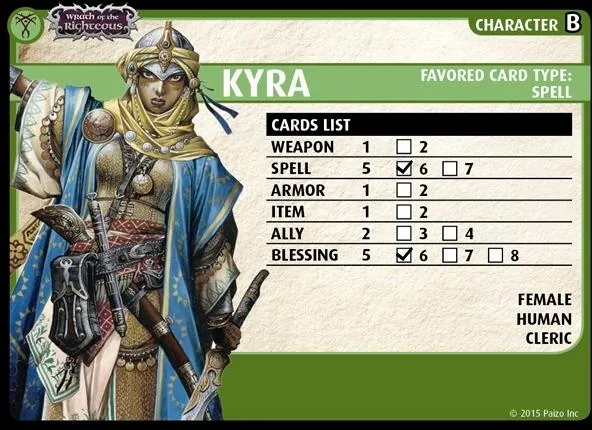 WRATH of the
RIGHTEOUS
CHARACTER B
KYRA
FAVORED CARD TYPE:
SPELL
CARDS LIST
WEAPON 1 ☐ 2
SPELL 5 ☑ 6 ☐ 7
ARMOR 1 ☐ 2
ITEM 1 ☐ 2
ALLY 2 ☐ 3 ☐ 4
BLESSING 5 ☑ 6 ☐ 7 ☐ 8
FEMALE
HUMAN
CLERIC
© 2015 Paizo Inc